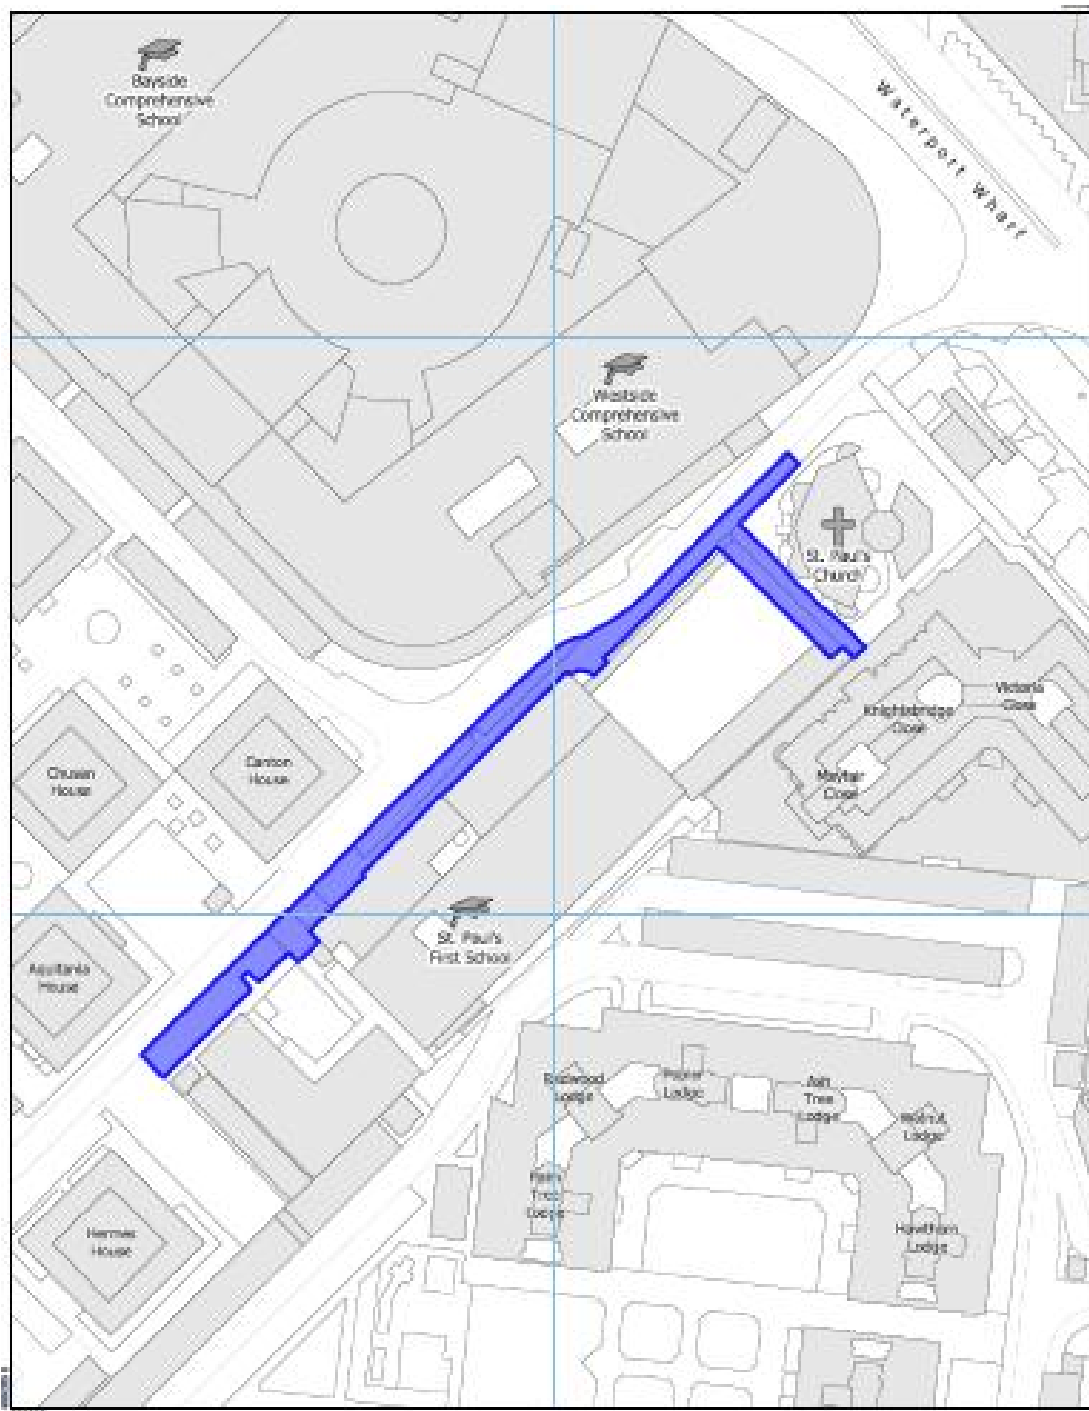 Bayside
Comprehensive
School
Waterport Wharf
Westside
Comprehensive
School
St. Paul's
Church
Victoria
Close
Knightsbridge
Close
Mayfair
Close
Chusan
House
Canton
House
St. Paul's
First School
Aquitania
House
Rosewood
Lodge
Poplar
Lodge
Ash
Tree
Lodge
Walnut
Lodge
Palm
Tree
Lodge
Hawthorn
Lodge
Hermes
House